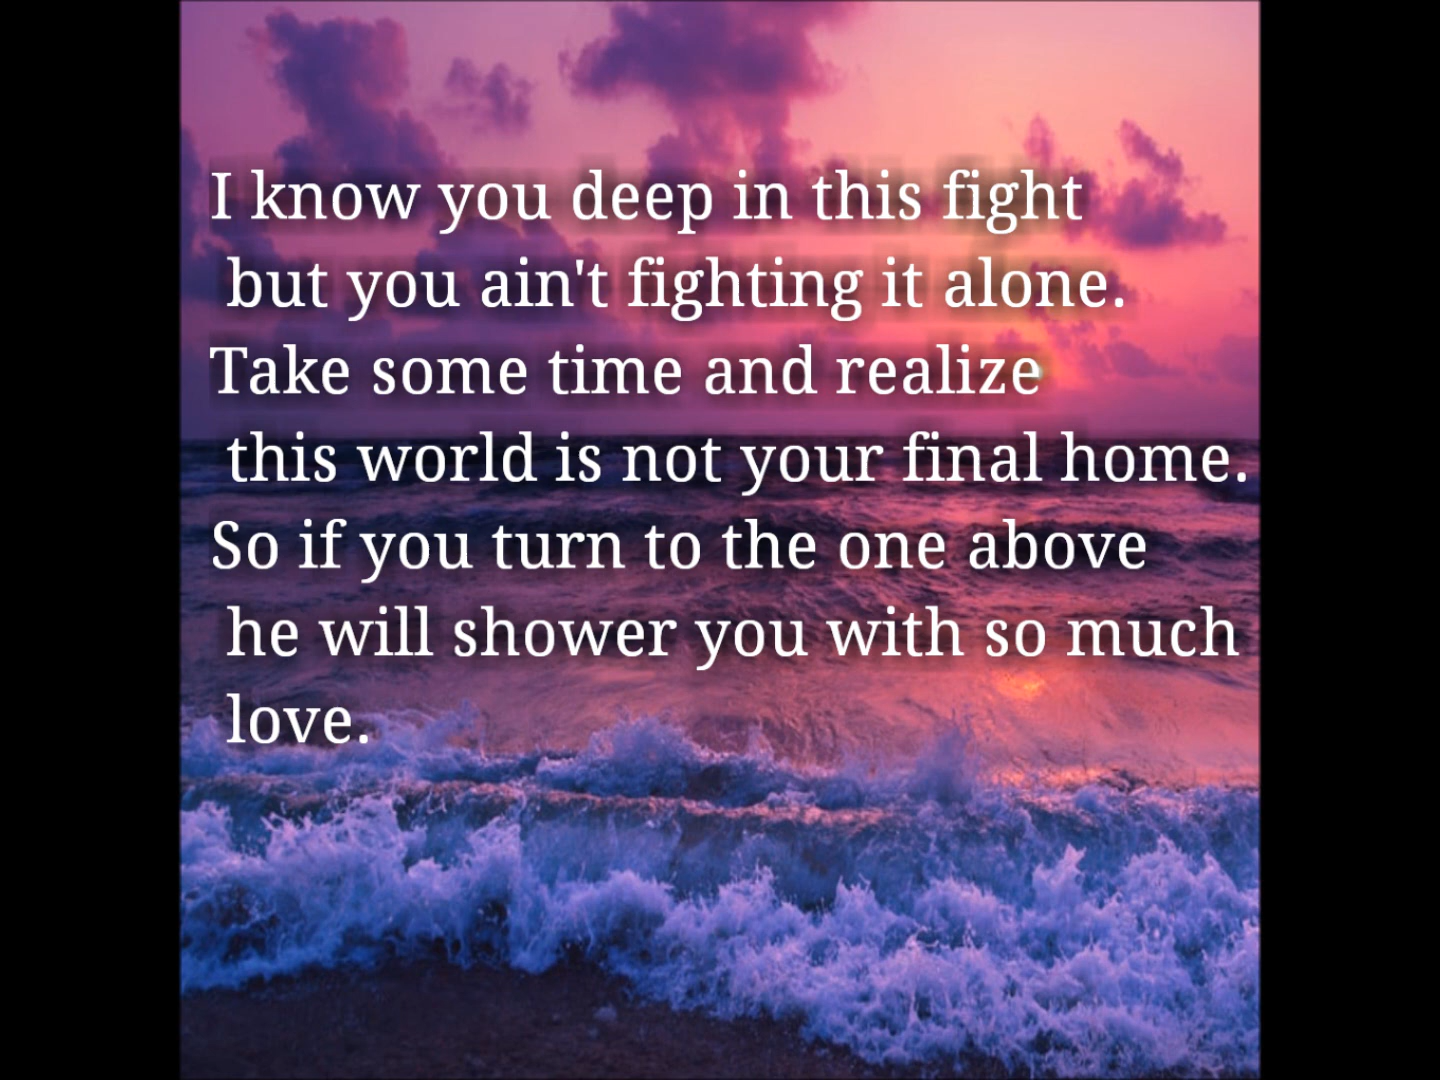 I know you deep in this fight
but you ain't fighting it alone.
Take some time and realize
this world is not your final home.
So if you turn to the one above
he will shower you with so much
love.